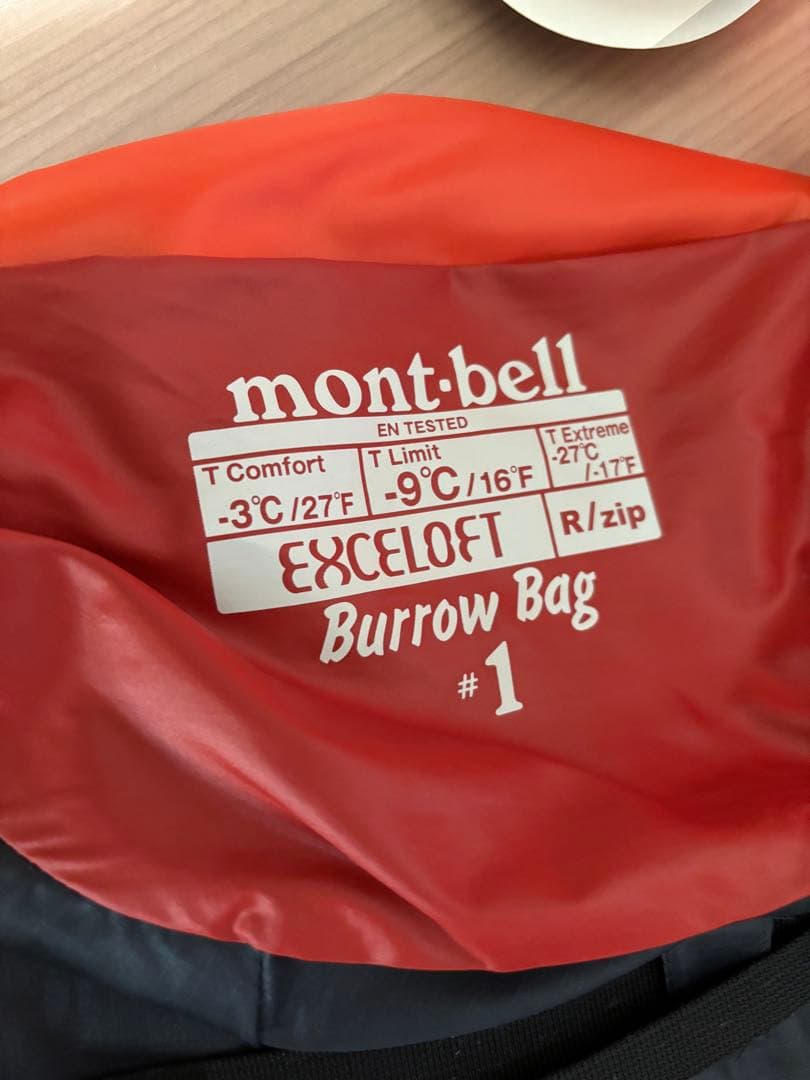 mont-bell
EN TESTED
T Comfort
-3℃/27°F
T Limit
-9℃/16°F
T Extreme
-27℃
/-17°F
EXCELOFT
R/zip
Burrow Bag
#1